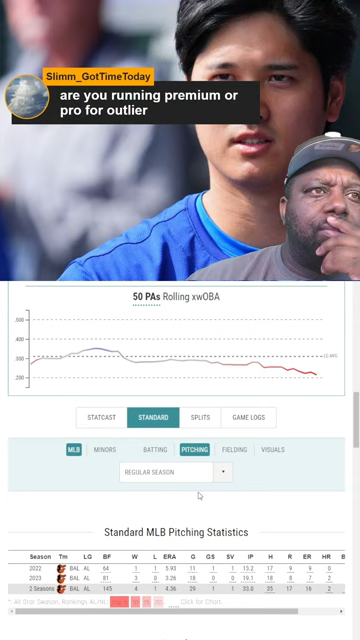 Slimm_GotTimeToday
are you running premium or
pro for outlier
50 PAs Rolling xwOBA
.500
.400
.300
.200
LG AVG
STATCAST STANDARD SPLITS GAME LOGS
MLB MINORS BATTING PITCHING FIELDING VISUALS
REGULAR SEASON
Standard MLB Pitching Statistics
Season Tm LG BF W L ERA G GS SV IP H R ER HR
2022 BAL AL 64 1 1 5.93 11 1 1 13.2 17 9 9 0
2023 BAL AL 81 3 0 3.26 18 0 0 19.1 18 8 7 2
2 Seasons BAL AL 145 4 1 4.36 29 1 1 33.0 35 17 16 2